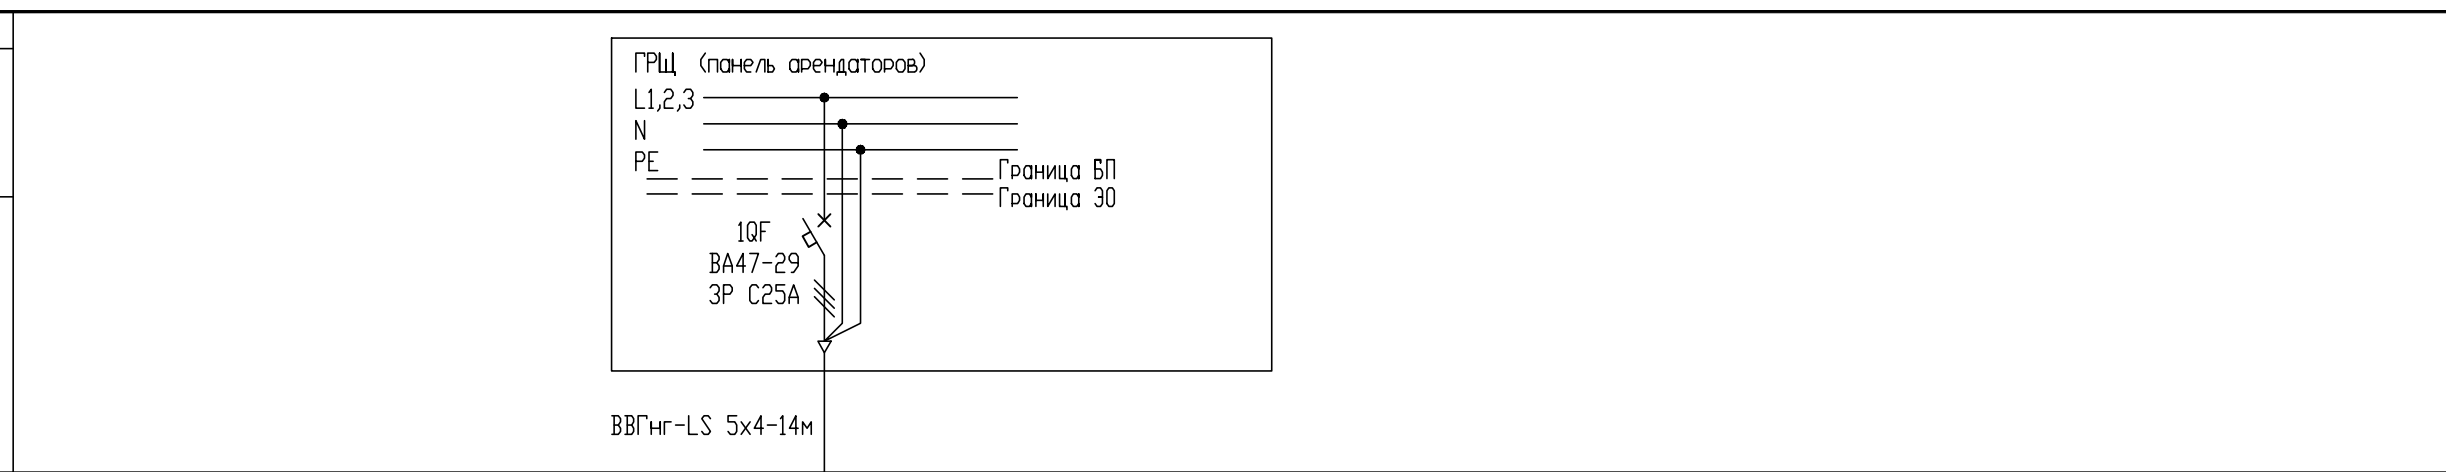 ГРЩ (панель арендаторов)
L1,2,3
N
PE
Граница БП
Граница ЭО
1QF
ВА47-29
3P C25A
ВВГнг-LS 5х4-14м